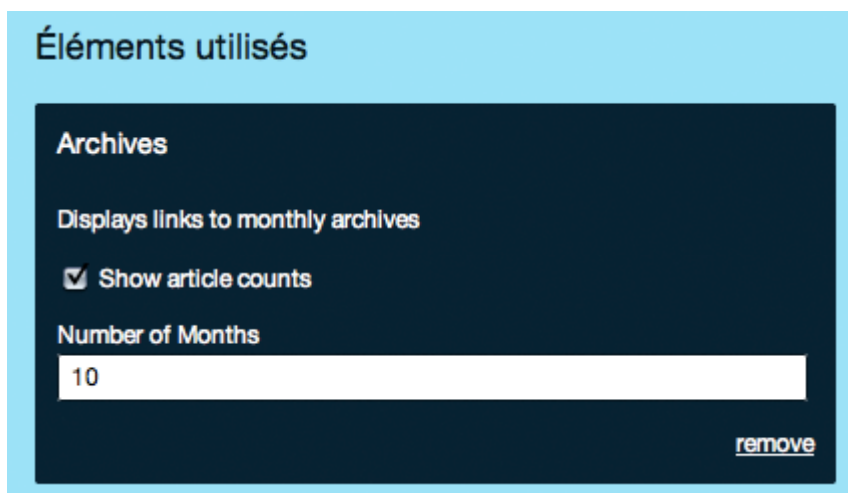 Éléments utilisés
Archives
Displays links to monthly archives
Show article counts
Number of Months
10
remove